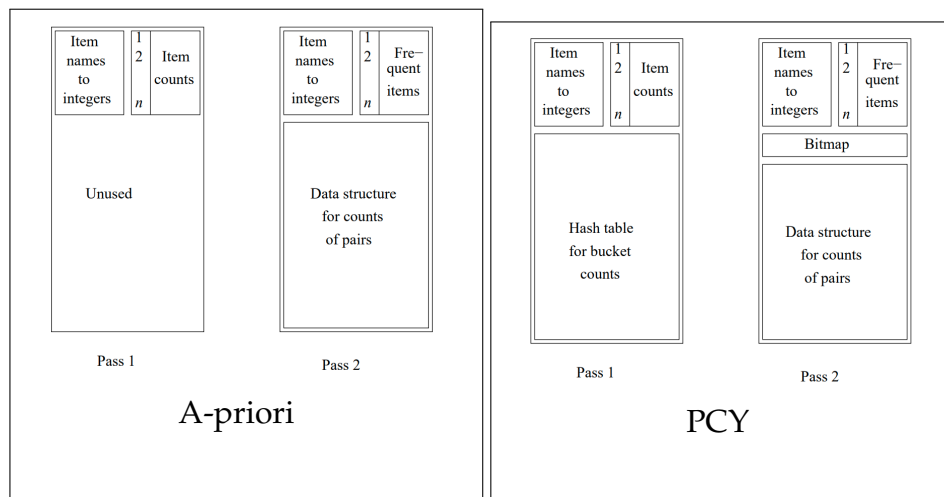 Item
names
to
integers
1
2
n
Item
counts
Unused
Pass 1
Item
names
to
integers
1
2
n
Fre−
quent
items
Data structure
for counts
of pairs
Pass 2
A-priori
Item
names
to
integers
1
2
n
Item
counts
Hash table
for bucket
counts
Pass 1
Item
names
to
integers
1
2
n
Fre−
quent
items
Bitmap
Data structure
for counts
of pairs
Pass 2
PCY